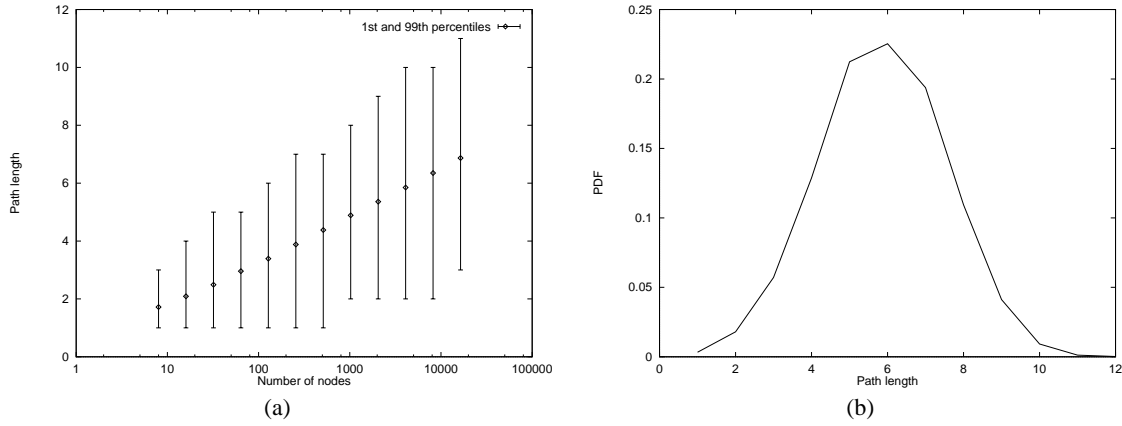 12
10
8
6
4
2
0
1 10 100 1000 10000 100000
Path length
Number of nodes
1st and 99th percentiles
(a)
0.25
0.2
0.15
0.1
0.05
0
0 2 4 6 8 10 12
PDF
Path length
(b)